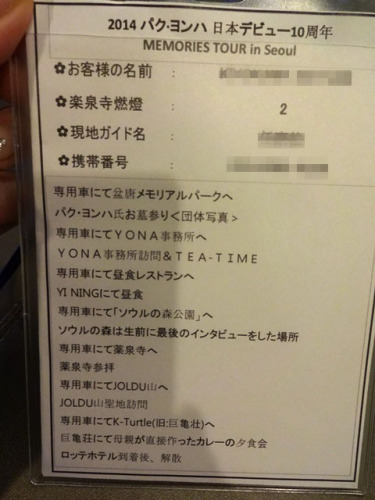 2014 パク・ヨンハ 日本デビュー10周年
MEMORIES TOUR in Seoul
✿お客様の名前 :
✿楽泉寺燃燈 : 2
✿現地ガイド名 :
✿携帯番号 :
専用車にて盆唐メモリアルパークへ
パク・ヨンハ氏お墓参り<団体写真>
専用車にてYONA事務所へ
YONA事務所訪問&TEA-TIME
専用車にて昼食レストランへ
YI NINGにて昼食
専用車にて「ソウルの森公園」へ
ソウルの森は生前に最後のインタビューをした場所
専用車にて薬泉寺へ
薬泉寺参拝
専用車にてJOLDU山へ
JOLDU山聖地訪問
専用車にてK-Turtle(旧:巨亀壮)へ
巨亀荘にて母親が直接作ったカレーの夕食会
ロッテホテル到着後、解散